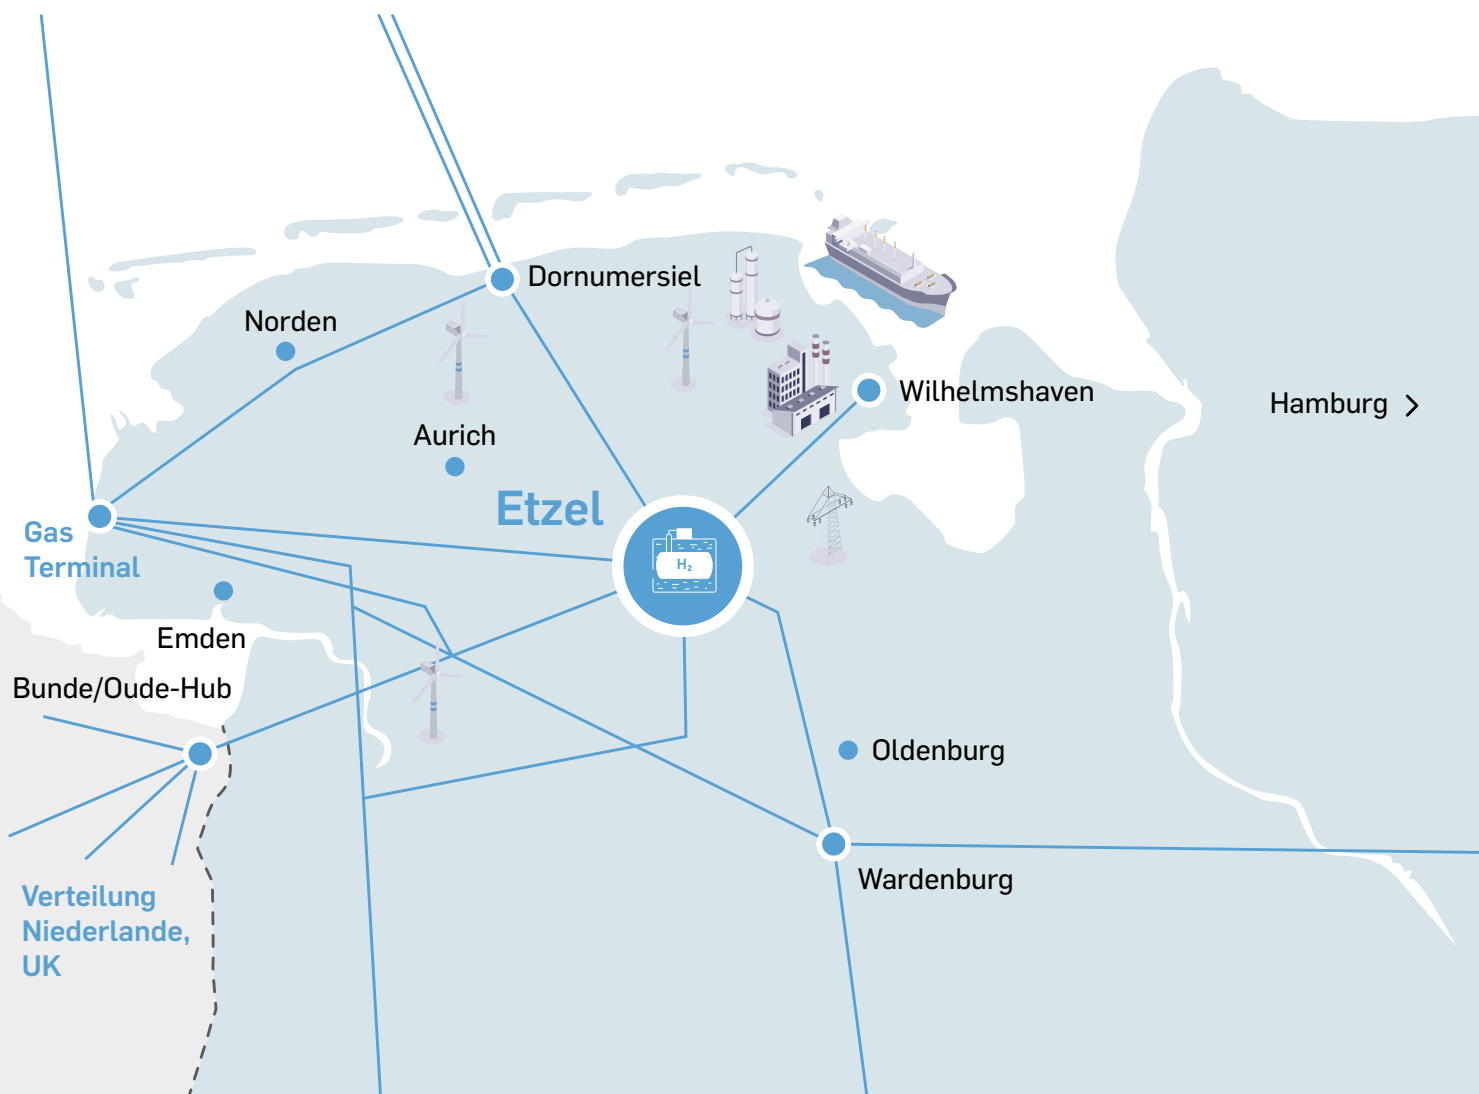 Dornumersiel
Norden
Wilhelmshaven
Hamburg
Aurich
Etzel
Gas
Terminal
H₂
Emden
Bunde/Oude-Hub
Oldenburg
Wardenburg
Verteilung
Niederlande,
UK